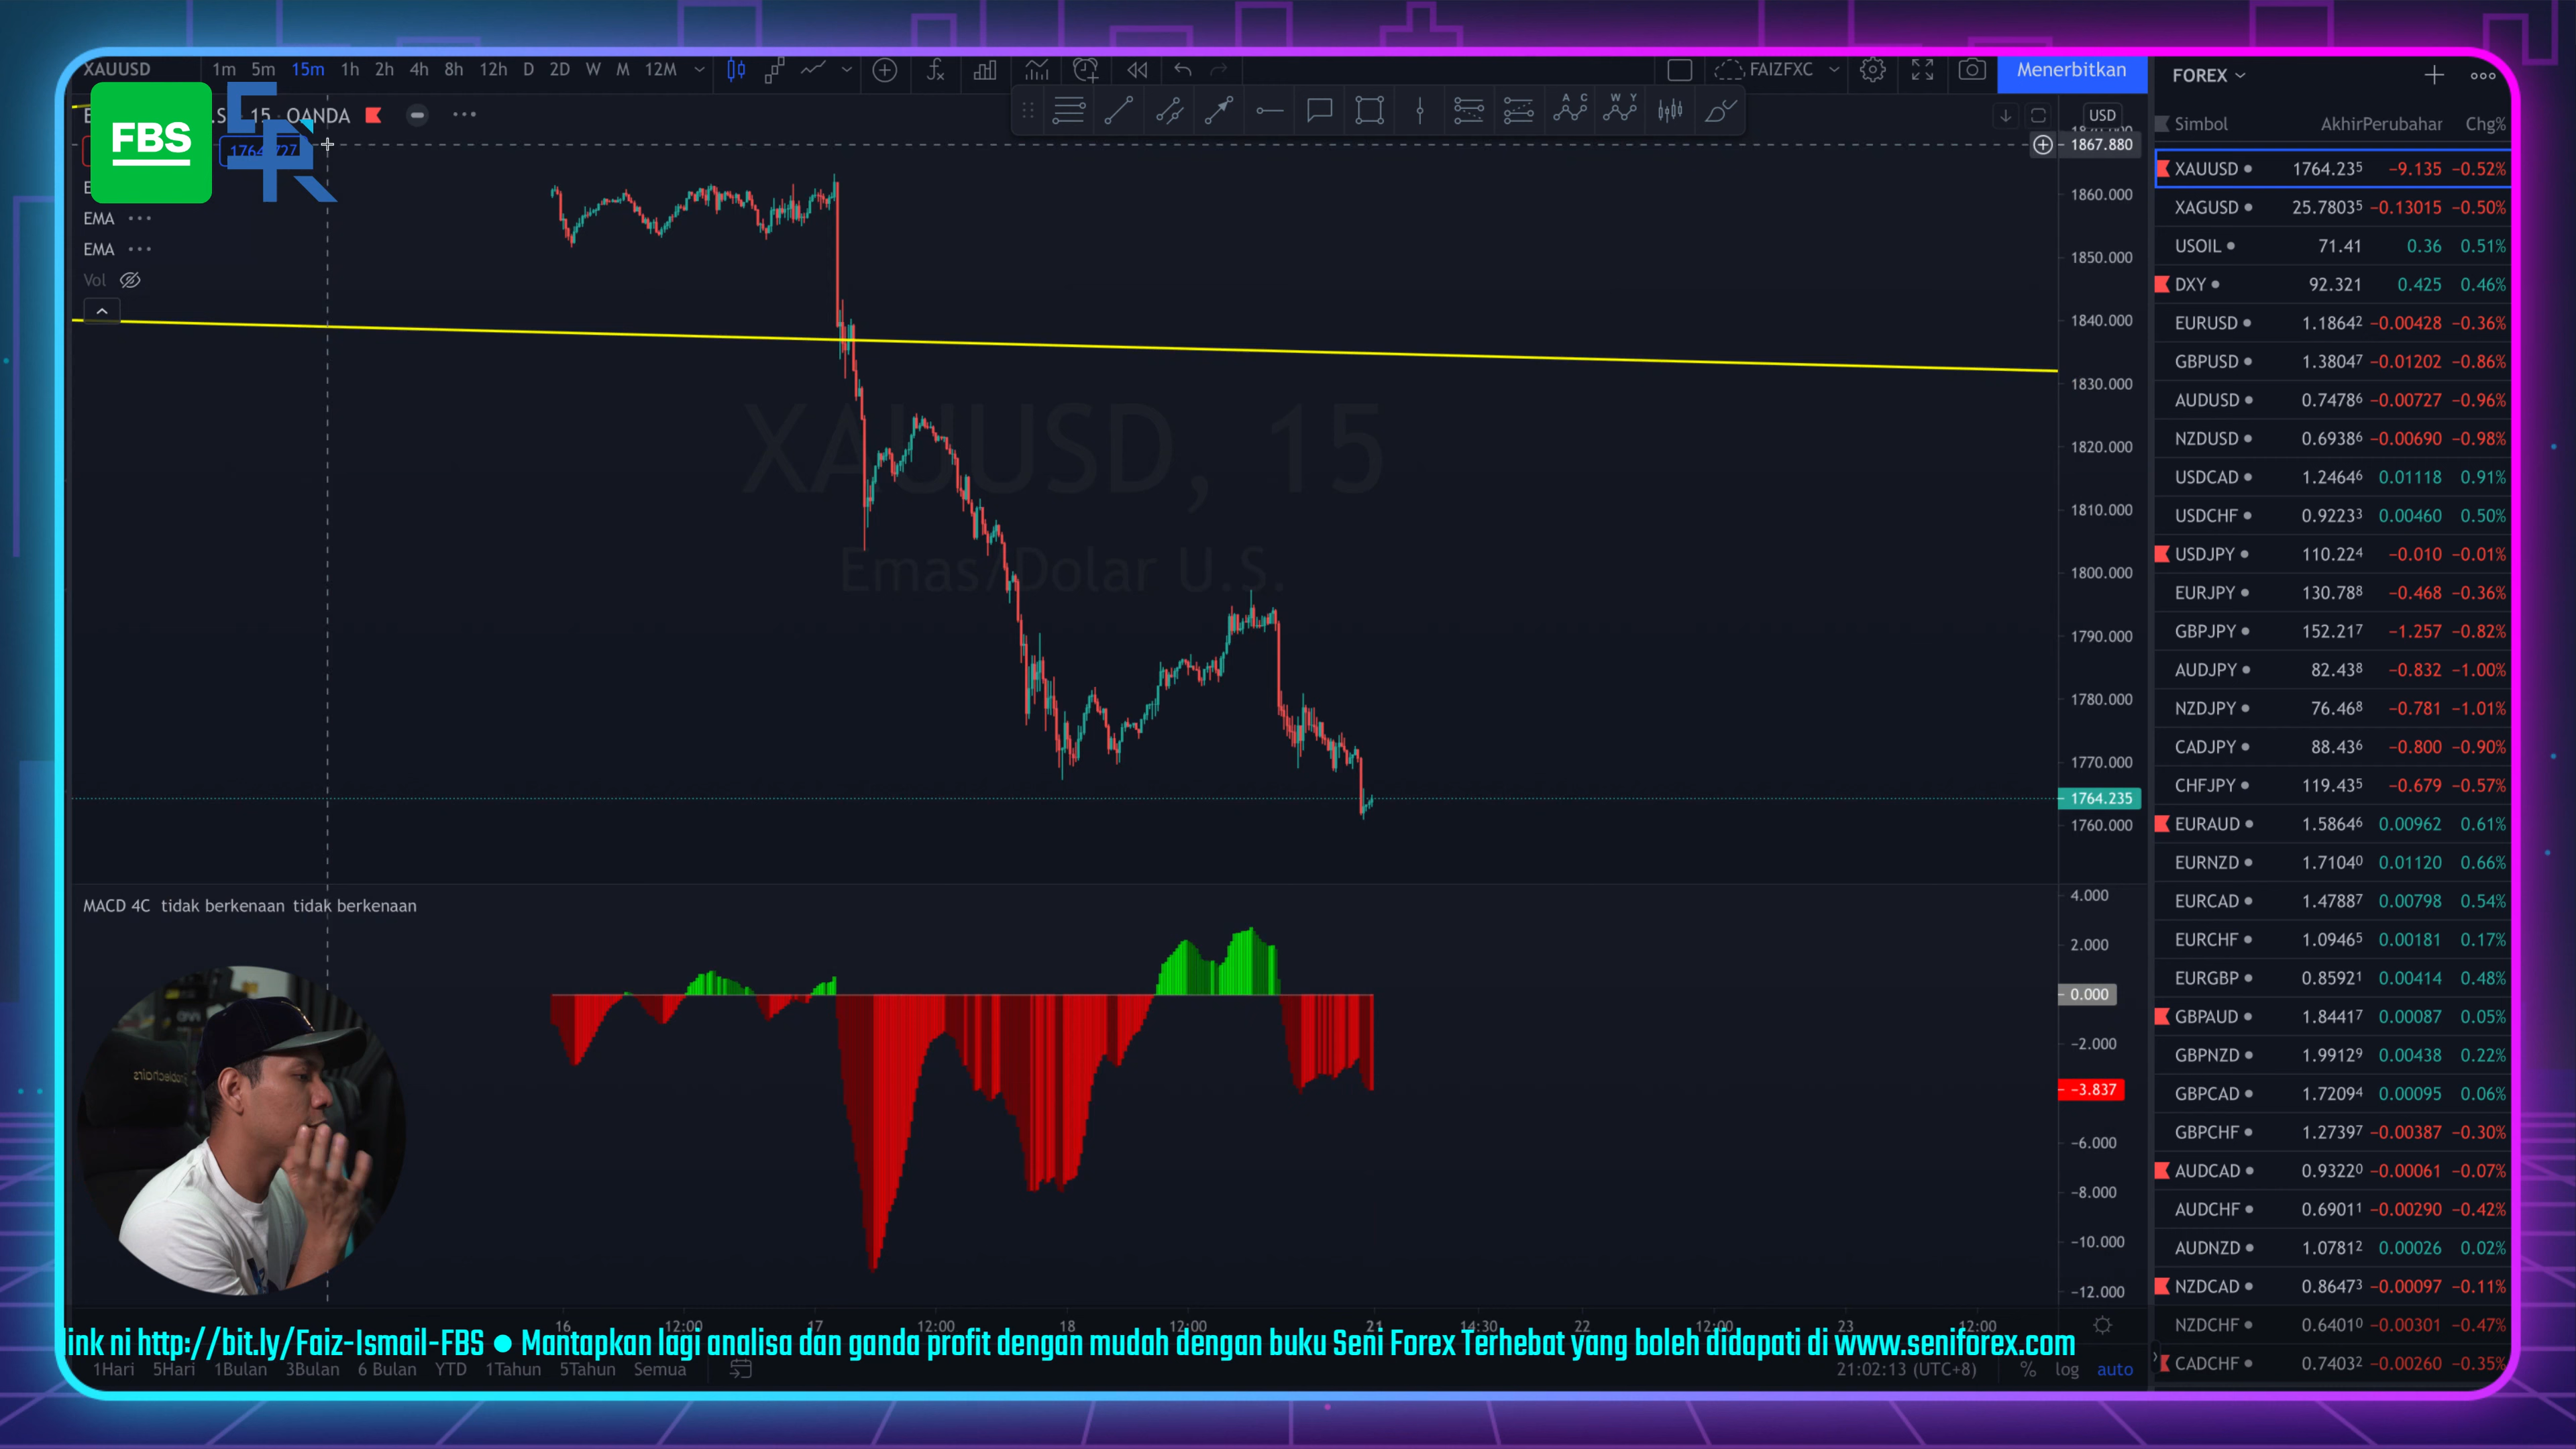 XAUUSD 1m 5m 15m 1h 2h 4h 8h 12h D 2D W M 12M FAIZFXC Menerbitkan
15 OANDA
FBS
EMA
EMA
Vol
USD
1867.880
1860.000
1850.000
1840.000
1830.000
1820.000
1810.000
1800.000
1790.000
1780.000
1770.000
1764.235
1760.000
XAUUSD, 15
Emas/Dolar U.S.
A C
W Y
MACD 4C tidak berkenaan tidak berkenaan
4.000
2.000
0.000
−2.000
−3.837
−6.000
−8.000
−10.000
−12.000
16 12:00 17 12:00 18 12:00 21 14:30 22 12:00 23 12:00
link ni http://bit.ly/Faiz-Ismail-FBS ● Mantapkan lagi analisa dan ganda profit dengan mudah dengan buku Seni Forex Terhebat yang boleh didapati di www.seniforex.com
1Hari 5Hari 1Bulan 3Bulan 6 Bulan YTD 1Tahun 5Tahun Semua 21:02:13 (UTC+8) % log auto
FOREX
Simbol Akhir Perubahar Chg%
XAUUSD 1764.235 −9.135 −0.52%
XAGUSD 25.78035 −0.13015 −0.50%
USOIL 71.41 0.36 0.51%
DXY 92.321 0.425 0.46%
EURUSD 1.18642 −0.00428 −0.36%
GBPUSD 1.38047 −0.01202 −0.86%
AUDUSD 0.74786 −0.00727 −0.96%
NZDUSD 0.69386 −0.00690 −0.98%
USDCAD 1.24646 0.01118 0.91%
USDCHF 0.92233 0.00460 0.50%
USDJPY 110.224 −0.010 −0.01%
EURJPY 130.788 −0.468 −0.36%
GBPJPY 152.217 −1.257 −0.82%
AUDJPY 82.438 −0.832 −1.00%
NZDJPY 76.468 −0.781 −1.01%
CADJPY 88.436 −0.800 −0.90%
CHFJPY 119.435 −0.679 −0.57%
EURAUD 1.58646 0.00962 0.61%
EURNZD 1.71040 0.01120 0.66%
EURCAD 1.47887 0.00798 0.54%
EURCHF 1.09465 0.00181 0.17%
EURGBP 0.85921 0.00414 0.48%
GBPAUD 1.84417 0.00087 0.05%
GBPNZD 1.99129 0.00438 0.22%
GBPCAD 1.72094 0.00095 0.06%
GBPCHF 1.27397 −0.00387 −0.30%
AUDCAD 0.93220 −0.00061 −0.07%
AUDCHF 0.69011 −0.00290 −0.42%
AUDNZD 1.07812 0.00026 0.02%
NZDCAD 0.86473 −0.00097 −0.11%
NZDCHF 0.64010 −0.00301 −0.47%
CADCHF 0.74032 −0.00260 −0.35%